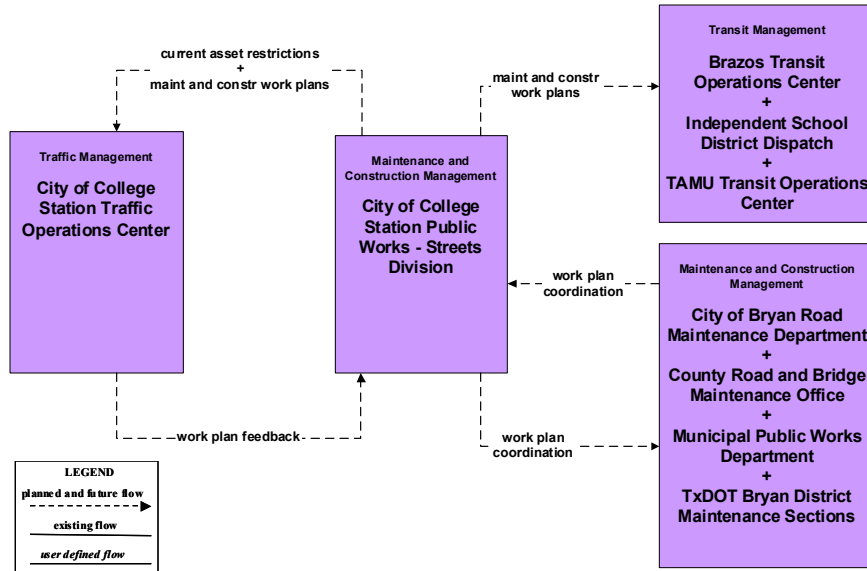 current asset restrictions
+
maint and constr work plans
maint and constr
work plans
Transit Management
Brazos Transit
Operations Center
+
Independent School
District Dispatch
+
TAMU Transit Operations
Center
Traffic Management
City of College
Station Traffic
Operations Center
Maintenance and
Construction Management
City of College
Station Public
Works - Streets
Division
work plan
coordination
Maintenance and Construction
Management
City of Bryan Road
Maintenance Department
+
County Road and Bridge
Maintenance Office
+
Municipal Public Works
Department
+
TxDOT Bryan District
Maintenance Sections
work plan feedback
work plan
coordination
LEGEND
planned and future flow
existing flow
user defined flow